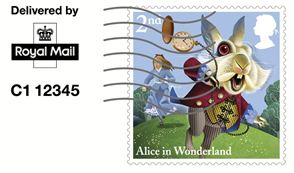 Delivered by
Royal Mail
C1 12345
2nd
Alice in Wonderland